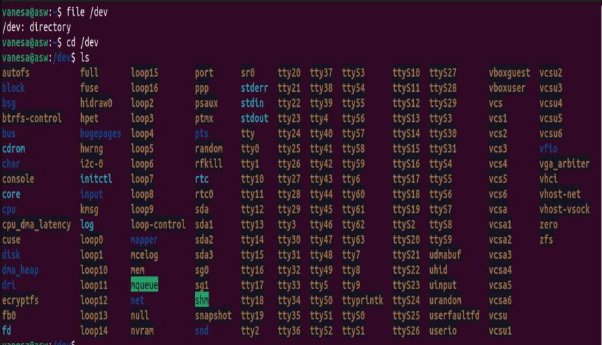 vanesa@asw:~$ file /dev
/dev: directory
vanesa@asw:~$ cd /dev
vanesa@asw:/dev$ ls
autofs full loop15 port sr0 tty20 tty37 tty53 ttyS10 ttyS27 vboxguest vcsu2
block fuse loop16 ppp stderr tty21 tty38 tty54 ttyS11 ttyS28 vboxuser vcsu3
bsg hidraw0 loop2 psaux stdin tty22 tty39 tty55 ttyS12 ttyS29 vcs vcsu4
btrfs-control hpet loop3 ptmx stdout tty23 tty4 tty56 ttyS13 ttyS3 vcs1 vcsu5
bus hugepages loop4 pts tty tty24 tty40 tty57 ttyS14 ttyS30 vcs2 vcsu6
cdrom hwrng loop5 random tty0 tty25 tty41 tty58 ttyS15 ttyS31 vcs3 vfio
char i2c-0 loop6 rfkill tty1 tty26 tty42 tty59 ttyS16 ttyS4 vcs4 vga_arbiter
console initctl loop7 rtc tty10 tty27 tty43 tty6 ttyS17 ttyS5 vcs5 vhci
core input loop8 rtc0 tty11 tty28 tty44 tty60 ttyS18 ttyS6 vcs6 vhost-net
cpu kmsg loop9 sda tty12 tty29 tty45 tty61 ttyS19 ttyS7 vcsa vhost-vsock
cpu_dma_latency log loop-control sda1 tty13 tty3 tty46 tty62 ttyS2 ttyS8 vcsa1 zero
cuse loop0 mapper sda2 tty14 tty30 tty47 tty63 ttyS20 ttyS9 vcsa2 zfs
disk loop1 mcelog sda3 tty15 tty31 tty48 tty7 ttyS21 udmabuf vcsa3
dma_heap loop10 mem sg0 tty16 tty32 tty49 tty8 ttyS22 uhid vcsa4
dri loop11 mqueue sg1 tty17 tty33 tty5 tty9 ttyS23 uinput vcsa5
ecryptfs loop12 net shm tty18 tty34 tty50 ttyprintk ttyS24 urandom vcsa6
fb0 loop13 null snapshot tty19 tty35 tty51 ttyS0 ttyS25 userfaultfd vcsu
fd loop14 nvram snd tty2 tty36 tty52 ttyS1 ttyS26 userio vcsu1
vanesa@asw:/dev$